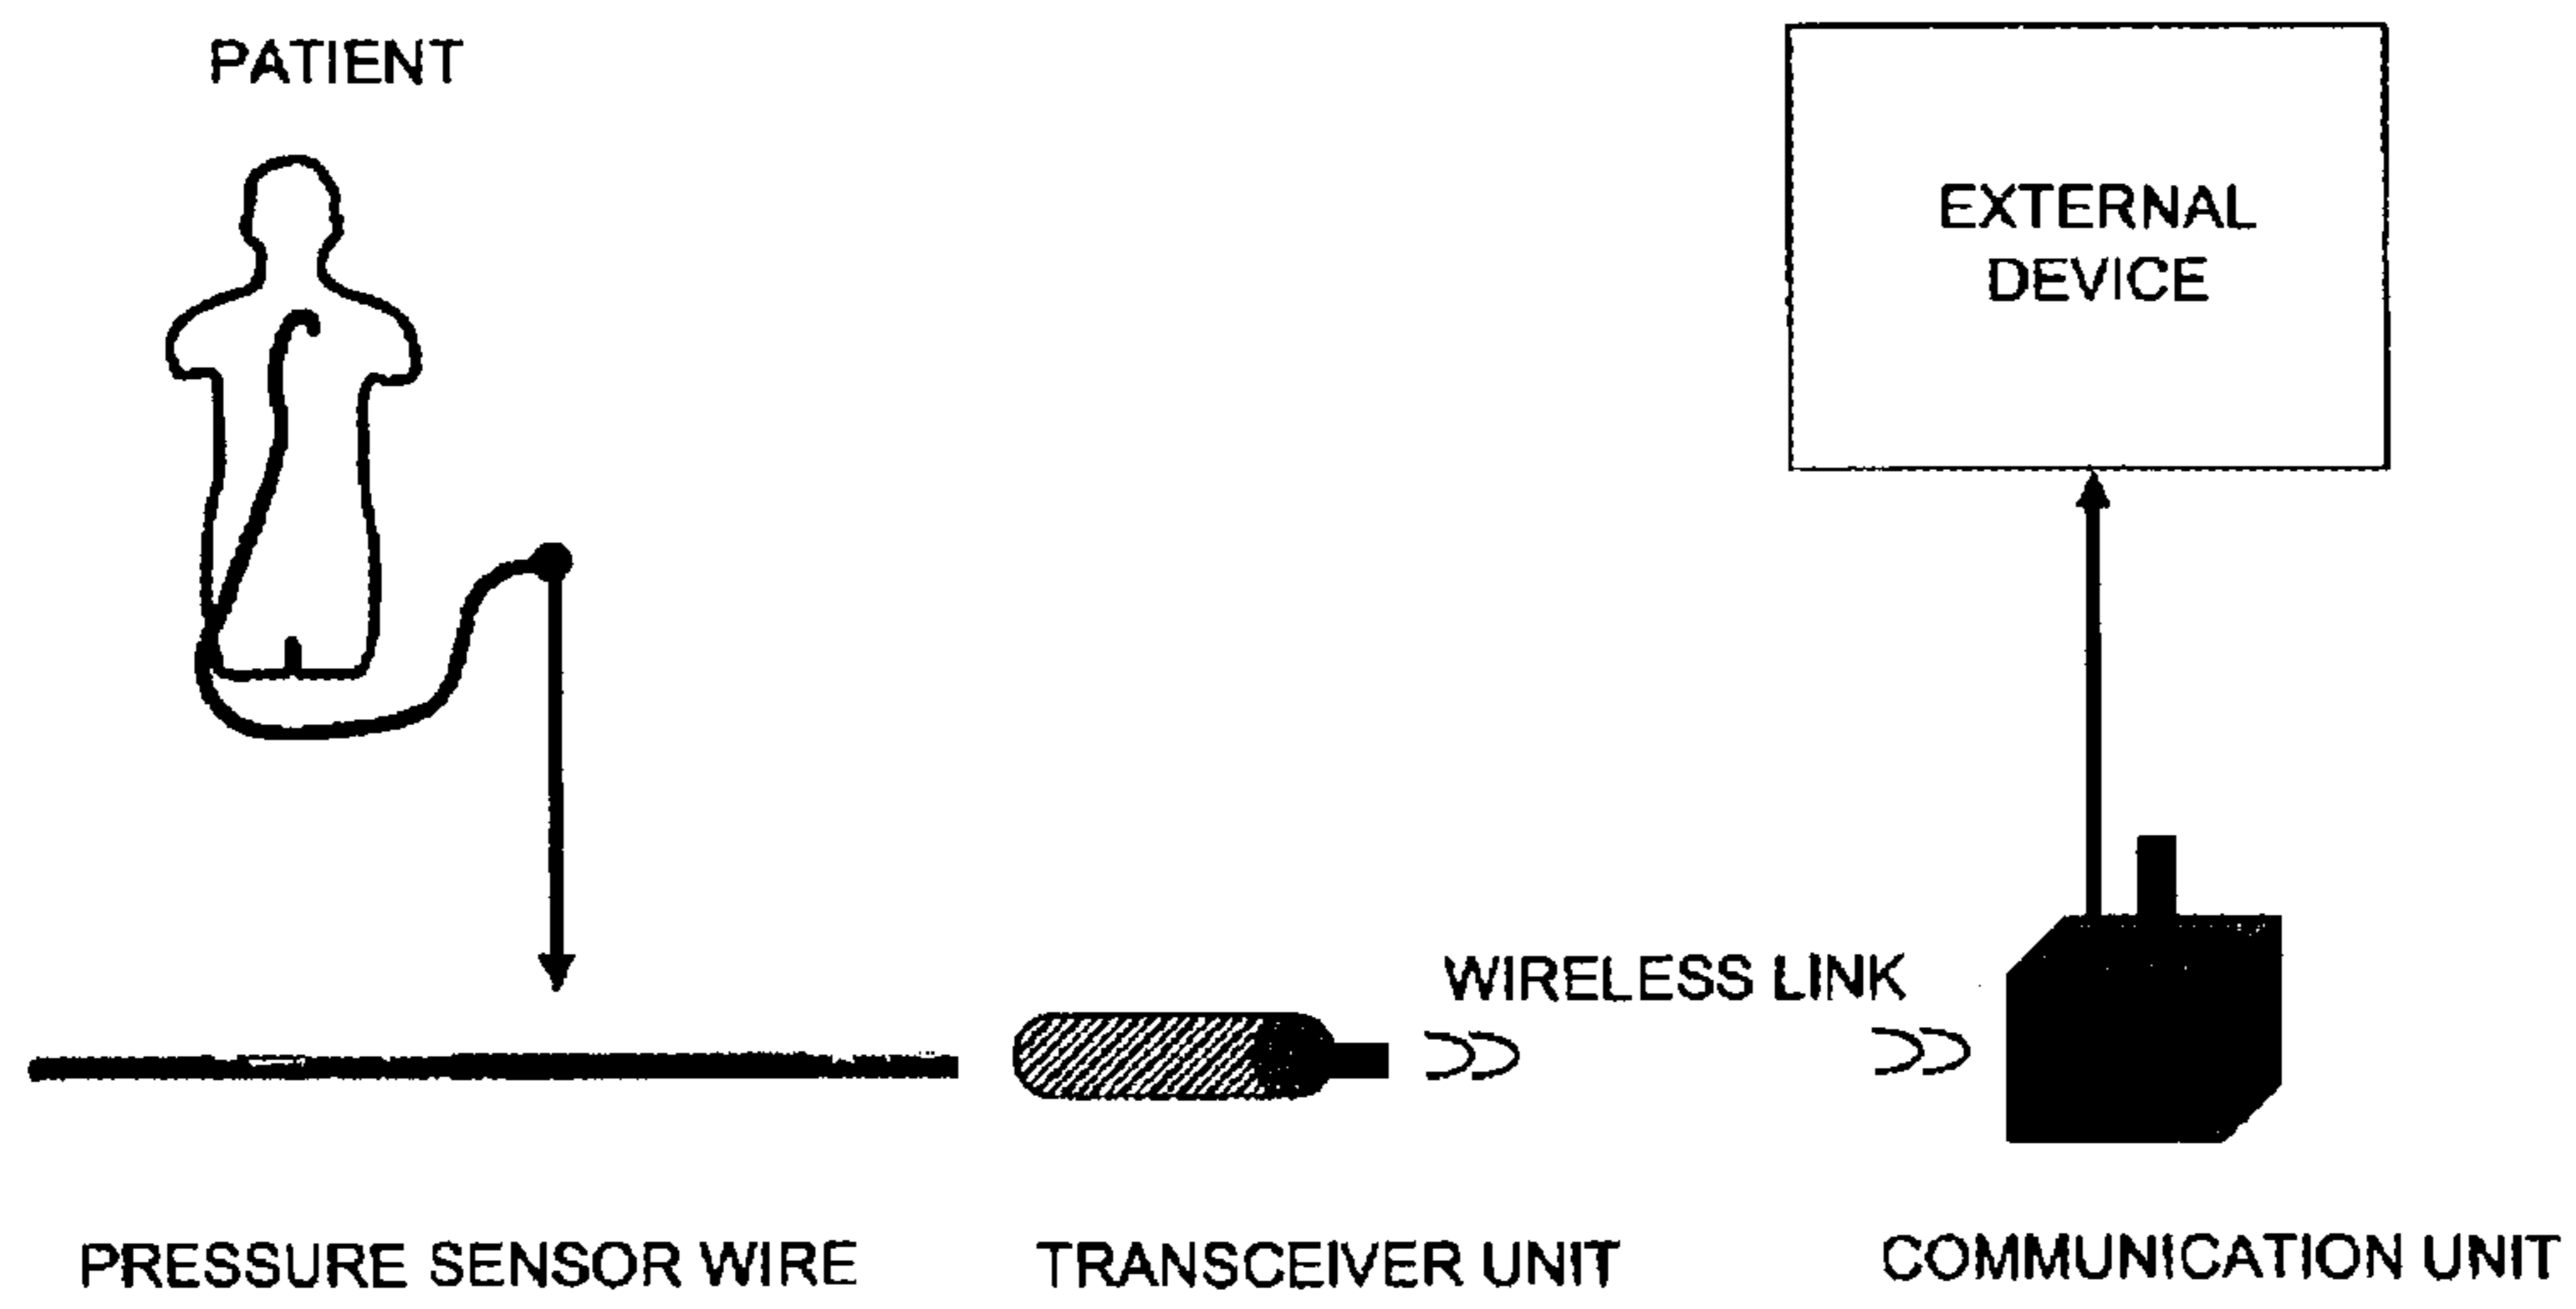 PATIENT
EXTERNAL
DEVICE
WIRELESS LINK
PRESSURE SENSOR WIRE
TRANSCEIVER UNIT
COMMUNICATION UNIT